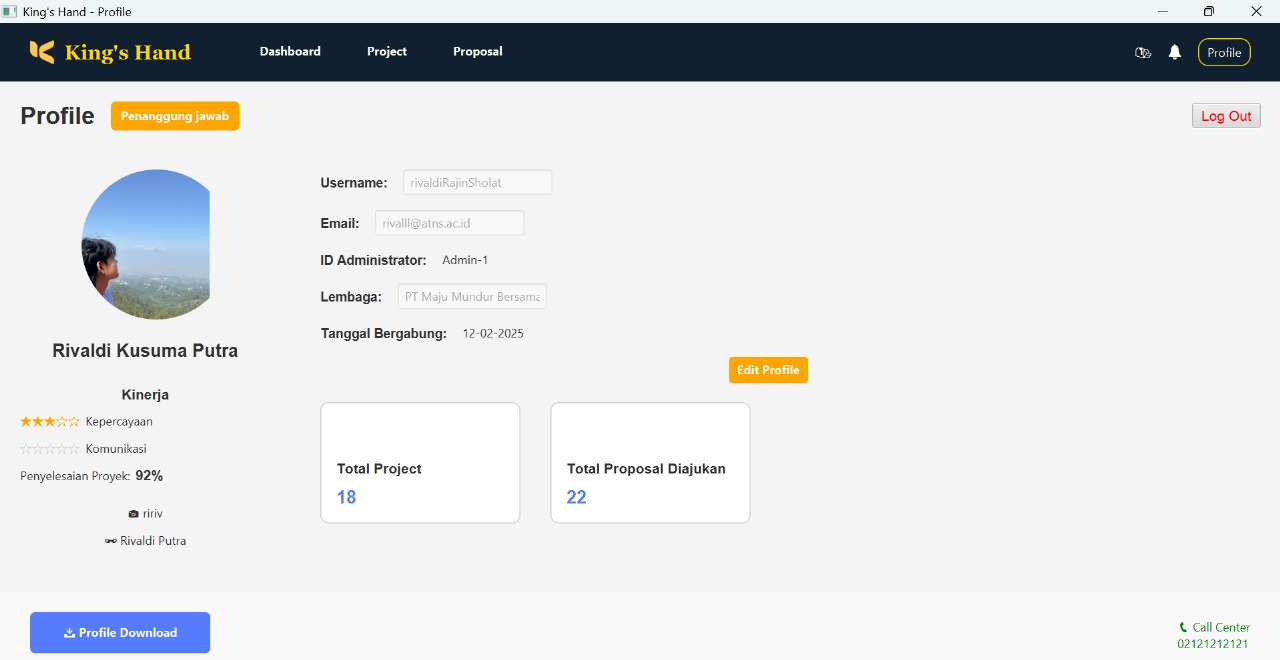 King's Hand - Profile
King's Hand
Dashboard
Project
Proposal
Profile
Profile
Penanggung jawab
Log Out
Username:
rivaldiRajinSholat
Email:
rivalll@atns.ac.id
ID Administrator:
Admin-1
Lembaga:
PT Maju Mundur Bersama
Tanggal Bergabung:
12-02-2025
Edit Profile
Rivaldi Kusuma Putra
Kinerja
★★★☆☆ Kepercayaan
☆☆☆☆☆ Komunikasi
Penyelesaian Proyek: 92%
ririv
Rivaldi Putra
Total Project
18
Total Proposal Diajukan
22
Profile Download
Call Center
02121212121